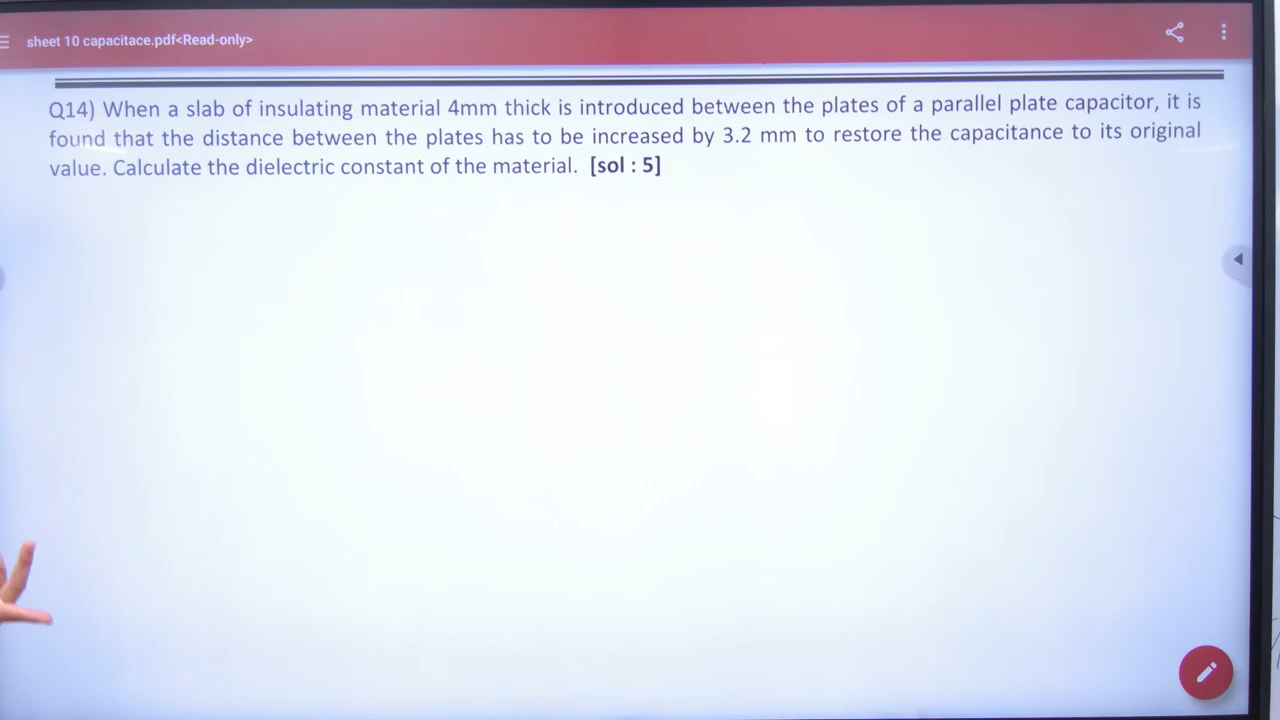 sheet 10 capacitace.pdf<Read-only>
Q14) When a slab of insulating material 4mm thick is introduced between the plates of a parallel plate capacitor, it is
found that the distance between the plates has to be increased by 3.2 mm to restore the capacitance to its original
value. Calculate the dielectric constant of the material. [sol : 5]